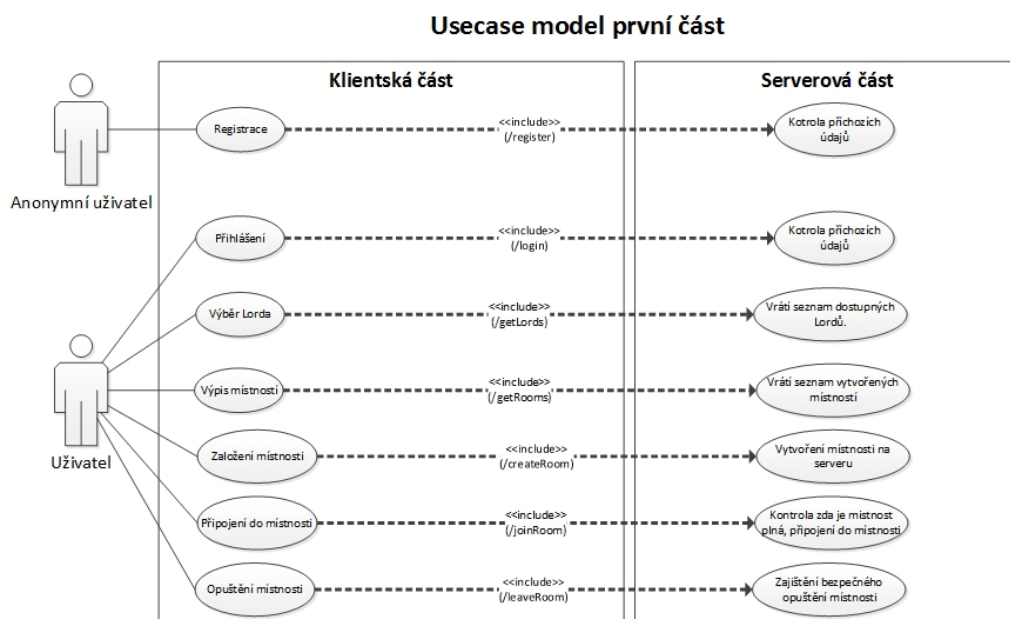 Usecase model první část
Klientská část
Serverová část
Registrace
<<include>>
(/register)
Kotrola příchozích
údajů
Anonymní uživatel
Přihlášení
<<include>>
(/login)
Kotrola příchozích
údajů
Výběr Lorda
<<include>>
(/getLords)
Vrátí seznam dostupných
Lordů.
Výpis místností
<<include>>
(/getRooms)
Vrátí seznam vytvořených
místností
Uživatel
Založení místnosti
<<include>>
(/createRoom)
Vytvoření místnosti na
serveru
Připojení do místnosti
<<include>>
(/joinRoom)
Kontrola zda je místnost
plná, připojení do místnosti
Opuštění místnosti
<<include>>
(/leaveRoom)
Zajištění bezpečného
opuštění místnosti